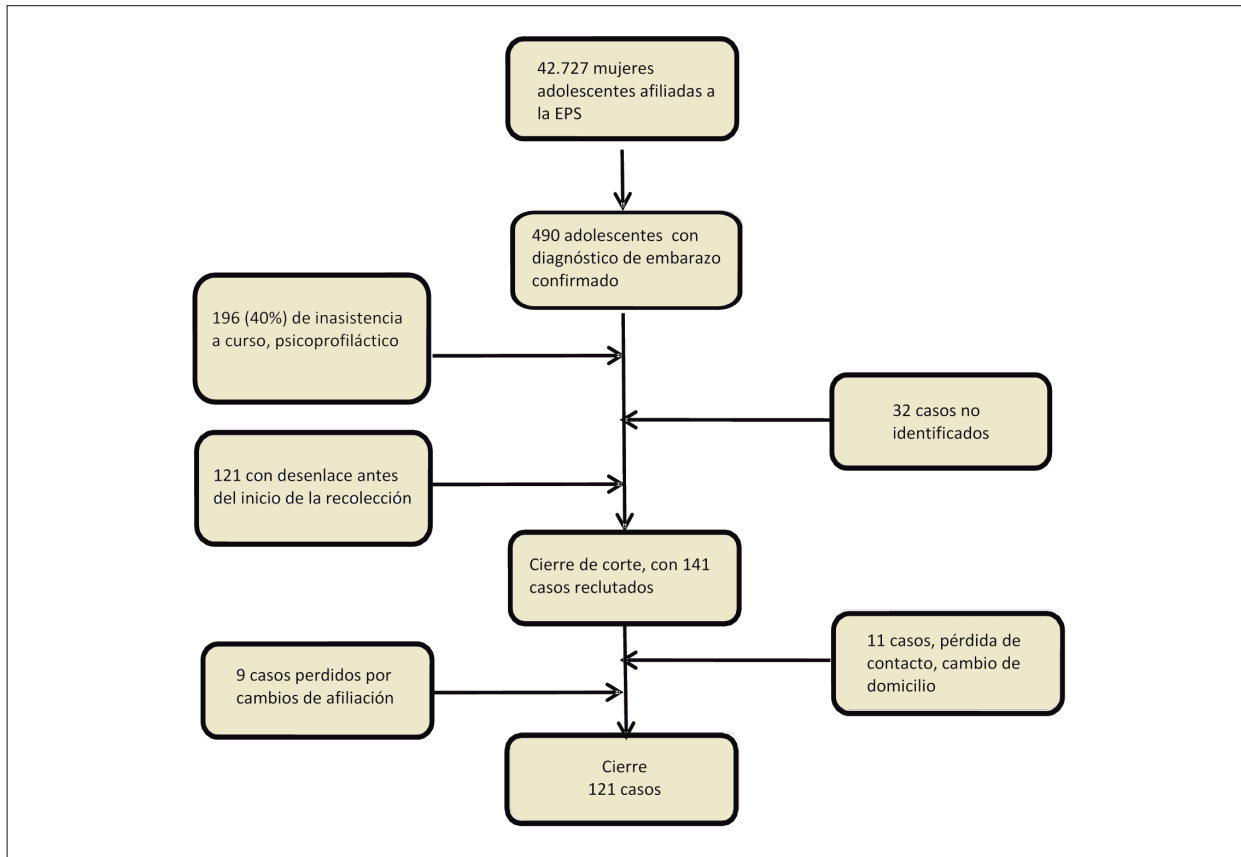 42.727 mujeres
adolescentes afiliadas a
la EPS
490 adolescentes con
diagnóstico de embarazo
confirmado
196 (40%) de inasistencia
a curso, psicoprofiláctico
32 casos no
identificados
121 con desenlace antes
del inicio de la recolección
Cierre de corte, con 141
casos reclutados
11 casos, pérdida de
contacto, cambio de
domicilio
9 casos perdidos por
cambios de afiliación
Cierre
121 casos